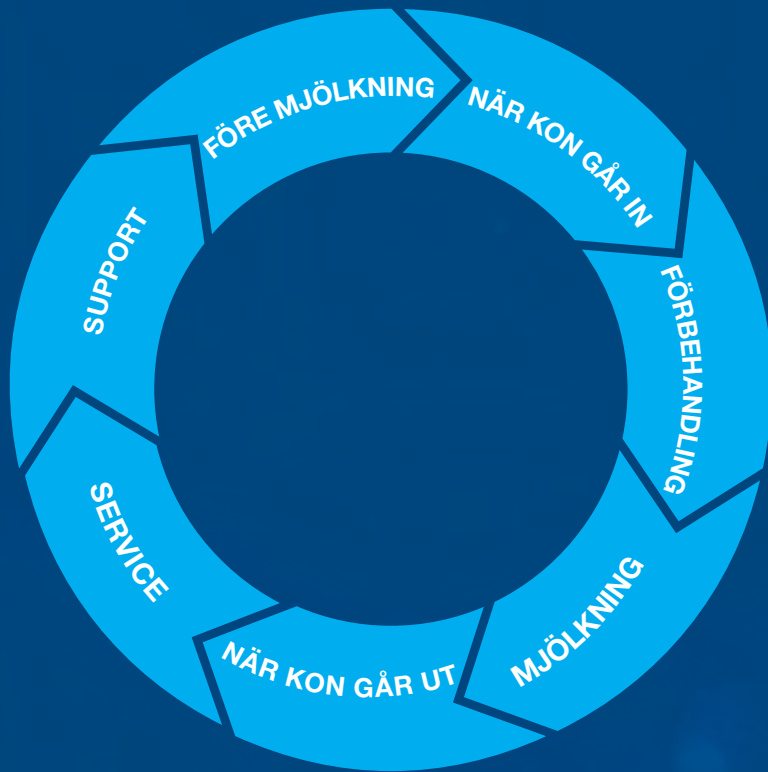 FÖRE MJÖLKNING
NÄR KON GÅR IN
FÖRBEHANDLING
MJÖLKNING
NÄR KON GÅR UT
SERVICE
SUPPORT